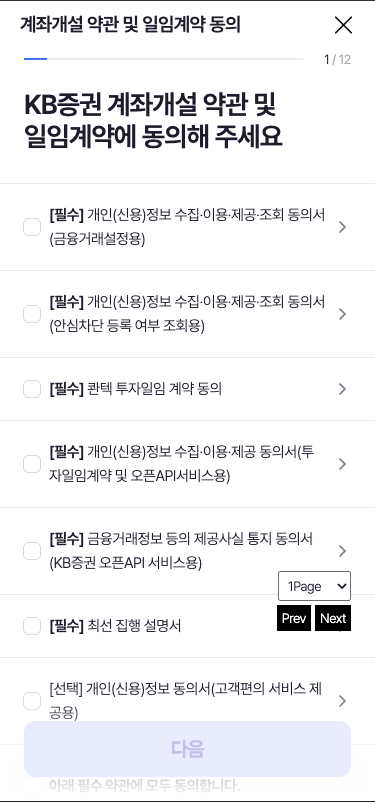 계좌개설 약관 및 일임계약 동의
1 / 12
KB증권 계좌개설 약관 및
일임계약에 동의해 주세요
[필수] 개인(신용)정보 수집·이용·제공·조회 동의서
(금융거래설정용)
[필수] 개인(신용)정보 수집·이용·제공·조회 동의서
(안심차단 등록 여부 조회용)
[필수] 콴텍 투자일임 계약 동의
[필수] 개인(신용)정보 수집·이용·제공 동의서(투
자일임계약 및 오픈API서비스용)
[필수] 금융거래정보 등의 제공사실 통지 동의서
(KB증권 오픈API 서비스용)
1Page
Prev Next
[필수] 최선 집행 설명서
[선택] 개인(신용)정보 동의서(고객편의 서비스 제
공용)
다음
아래 필수 약관에 모두 동의합니다.